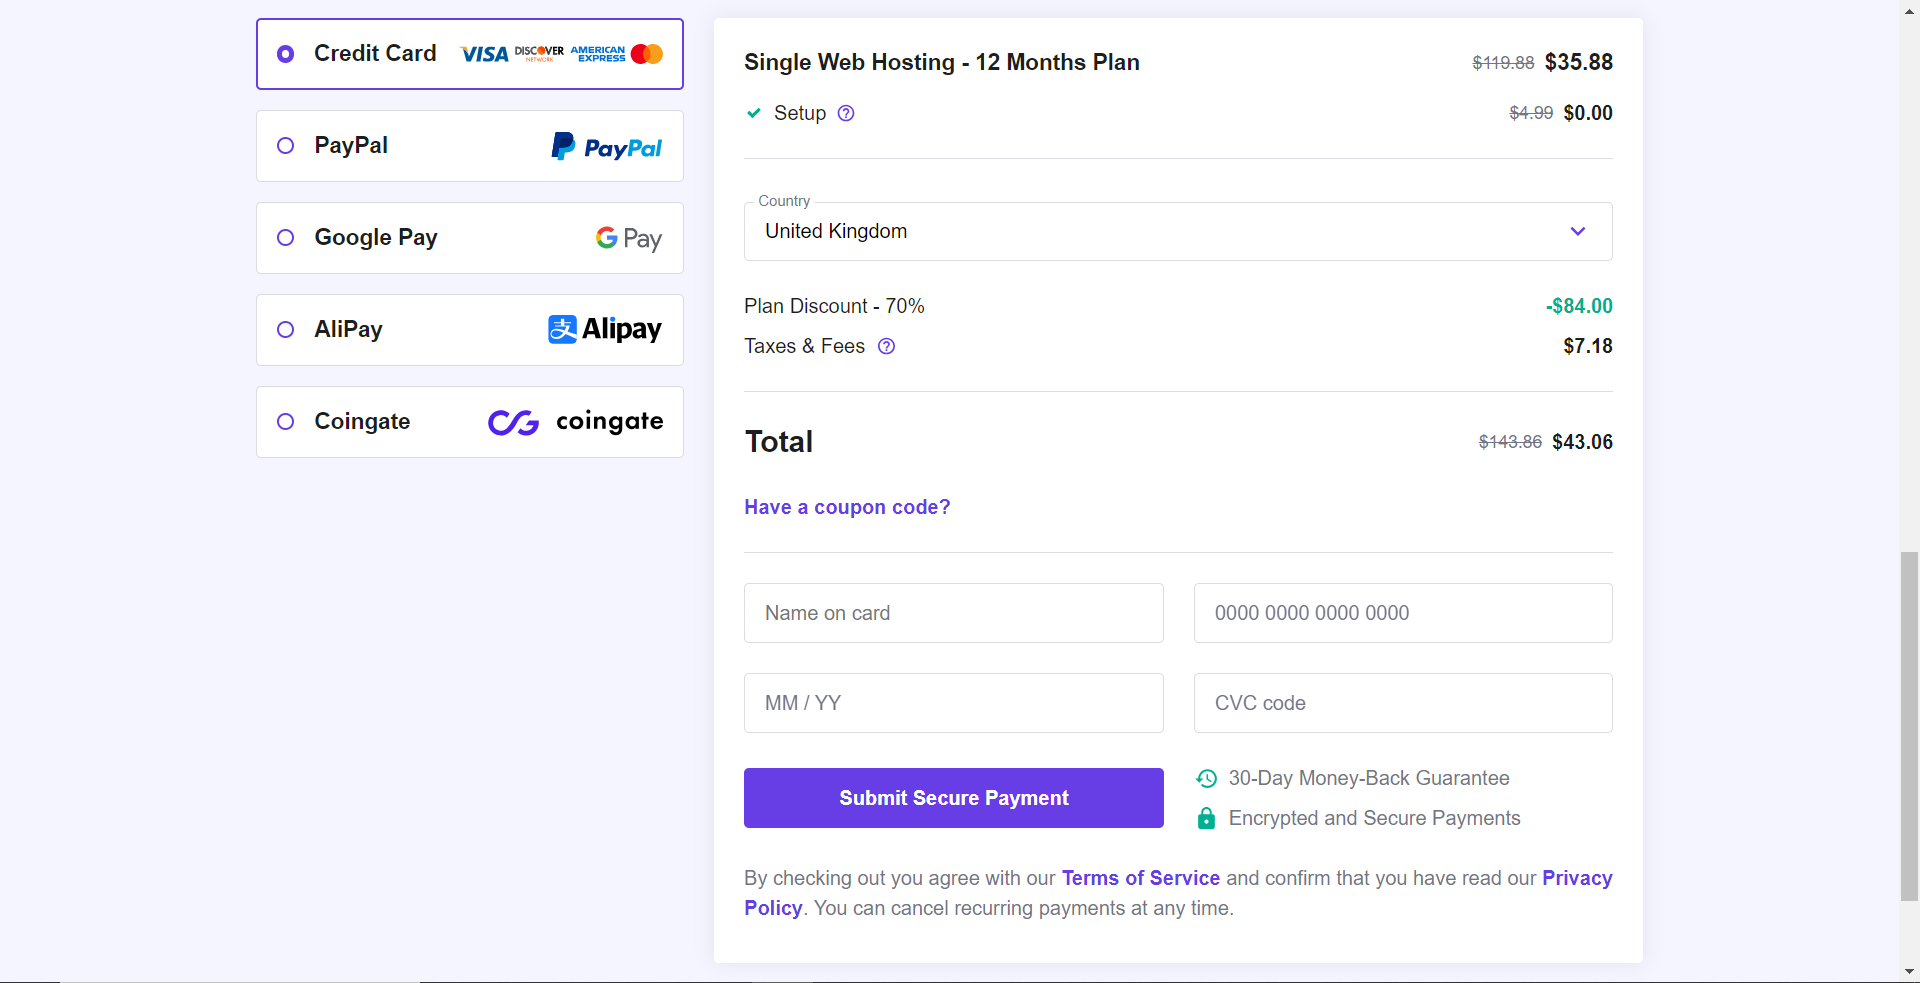 Credit Card VISA DISCOVER NETWORK AMERICAN EXPRESS
PayPal PayPal
Google Pay G Pay
AliPay 支 Alipay
Coingate CG coingate
Single Web Hosting - 12 Months Plan $119.88 $35.88
Setup ? $4.99 $0.00
Country
United Kingdom
Plan Discount - 70% -$84.00
Taxes & Fees ? $7.18
Total $143.86 $43.06
Have a coupon code?
Name on card 0000 0000 0000 0000
MM / YY CVC code
Submit Secure Payment
30-Day Money-Back Guarantee
Encrypted and Secure Payments
By checking out you agree with our Terms of Service and confirm that you have read our Privacy
Policy. You can cancel recurring payments at any time.